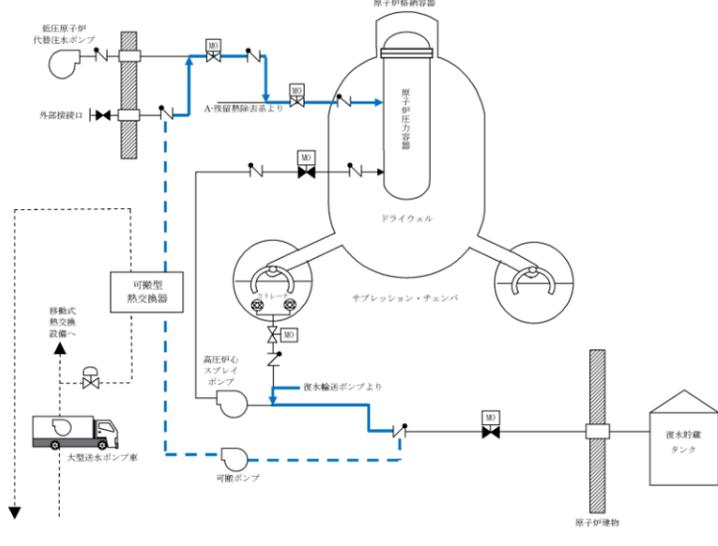 原子炉格納容器
低圧原子炉
代替注水ポンプ
MO
MO
外部接続口
A-残留熱除去系より
原子炉圧力容器
MO
ドライウェル
可搬型
熱交換器
ストレーナ
サプレッション・チェンバ
移動式
熱交換
設備へ
MO
高圧炉心
スプレイ
ポンプ
復水輸送ポンプより
MO
復水貯蔵
タンク
大型送水ポンプ車
可搬ポンプ
原子炉建物